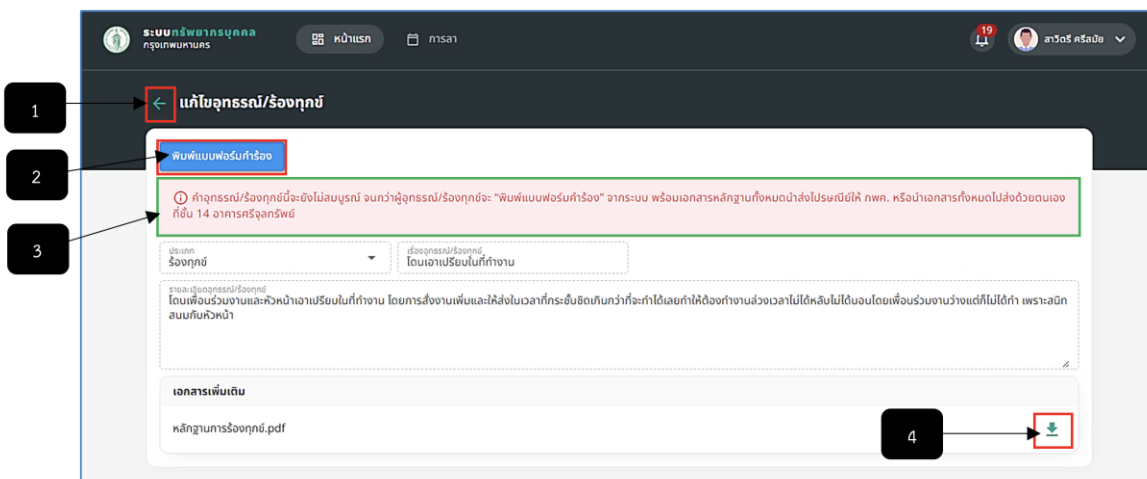 ระบบทรัพยากรบุคคล
กรุงเทพมหานคร
หน้าแรก
การลา
19
สาวิตรี ศรีสมัย
1
แก้ไขอุทธรณ์/ร้องทุกข์
2
พิมพ์แบบฟอร์มคำร้อง
3
คำอุทธรณ์/ร้องทุกข์นี้จะยังไม่สมบูรณ์ จนกว่าผู้อุทธรณ์/ร้องทุกข์จะ “พิมพ์แบบฟอร์มคำร้อง” จากระบบ พร้อมเอกสารหลักฐานทั้งหมดนำส่งไปรษณีย์ให้ กพค. หรือนำเอกสารทั้งหมดไปส่งด้วยตนเอง
ที่ชั้น 14 อาคารศรีจุลทรัพย์
ประเภท
ร้องทุกข์
เรื่องอุทธรณ์/ร้องทุกข์
โดนเอาเปรียบในที่ทำงาน
รายละเอียดอุทธรณ์/ร้องทุกข์
โดนเพื่อนร่วมงานและหัวหน้าเอาเปรียบในที่ทำงาน โดยการสั่งงานเพิ่มและให้ส่งในเวลาที่กระชั้นชิดเกินกว่าที่จะทำได้เลยทำให้ต้องทำงานล่วงเวลาไม่ได้หลับไม่ได้นอนโดยเพื่อนร่วมงานว่างแต่ก็ไม่ได้ทำ เพราะสนิท
สนมกับหัวหน้า
เอกสารเพิ่มเติม
หลักฐานการร้องทุกข์.pdf
4